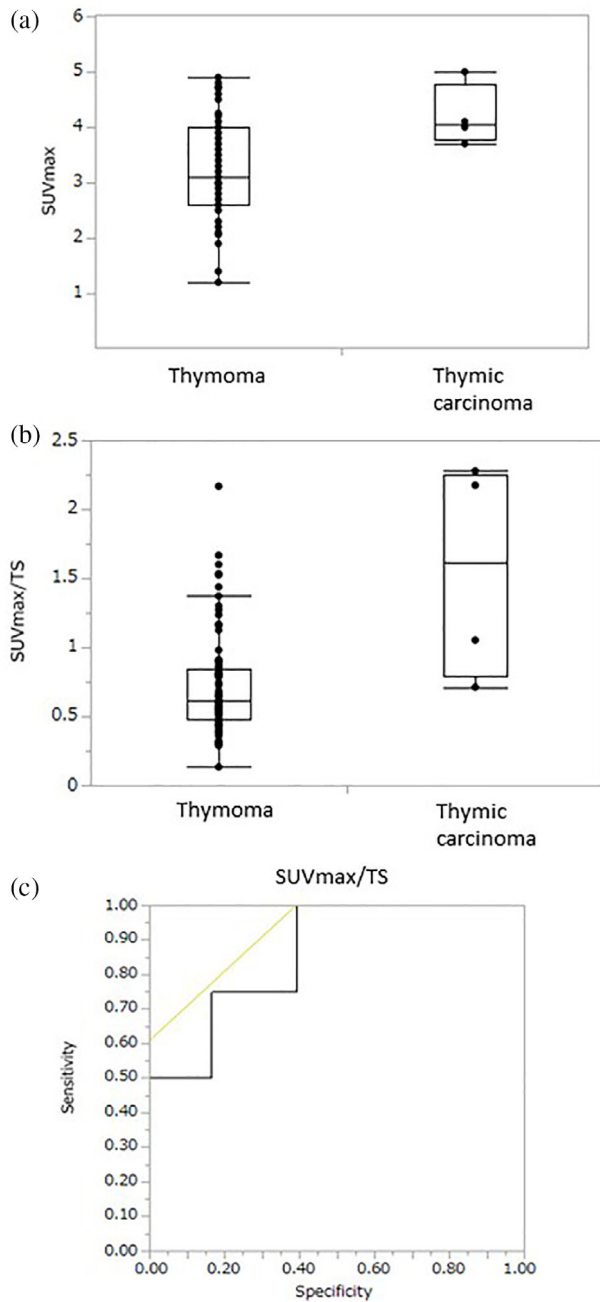 (a)
6
5
4
3
2
1
SUVmax
Thymoma
Thymic
carcinoma
(b)
2.5
2
1.5
1
0.5
0
SUVmax/TS
Thymoma
Thymic
carcinoma
(c)
SUVmax/TS
1.00
0.90
0.80
0.70
0.60
0.50
0.40
0.30
0.20
0.10
0.00
Sensitivity
0.00 0.20 0.40 0.60 0.80 1.00
Specificity